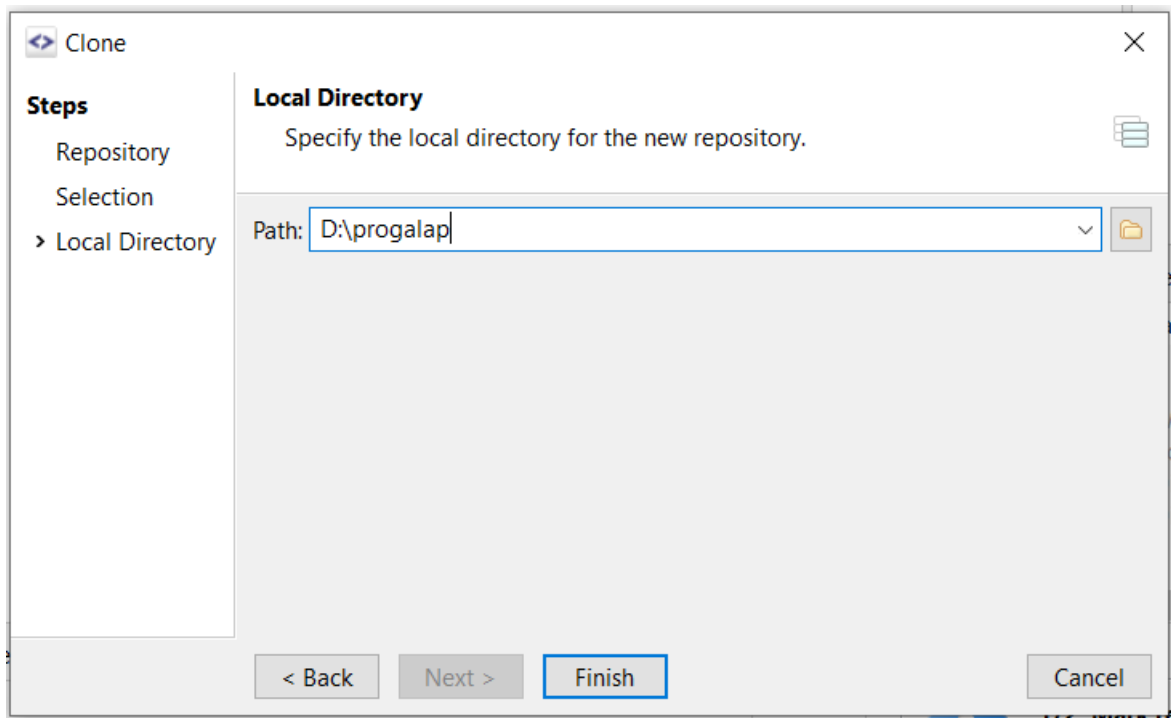 Clone
Steps
Repository
Selection
> Local Directory
Local Directory
Specify the local directory for the new repository.
Path: D:\progalap
< Back Next > Finish Cancel